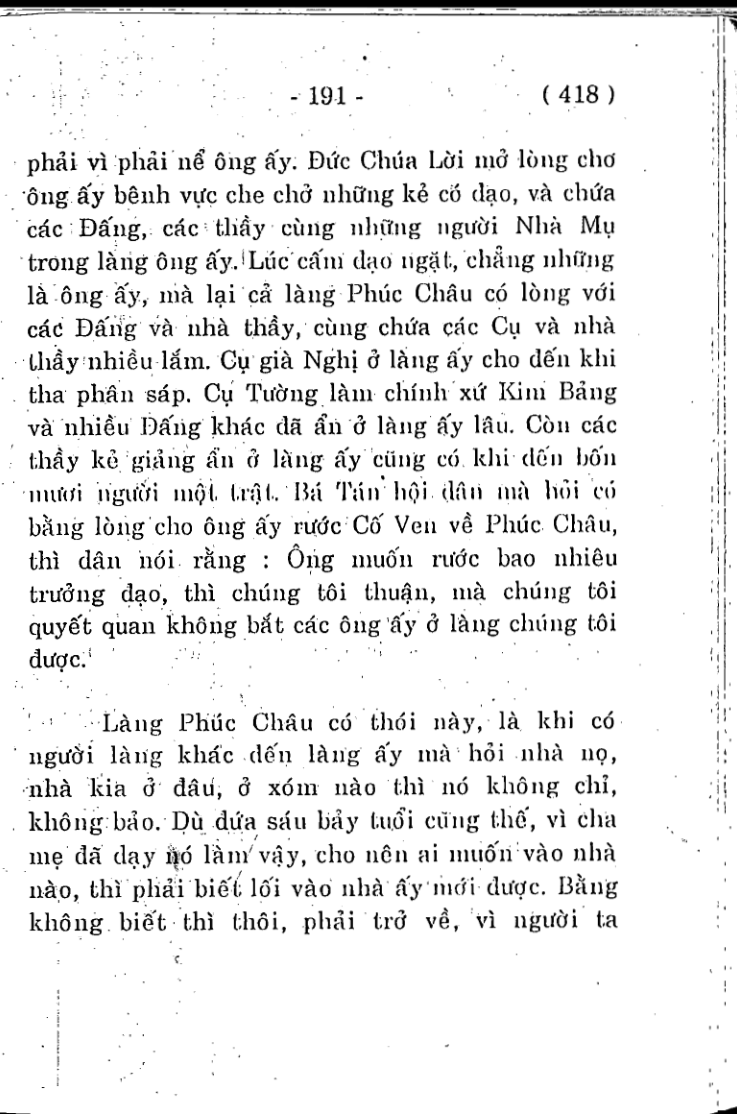 - 191 - ( 418 )
phải vì phải nể ông ấy. Đức Chúa Lời mở lòng cho
ông ấy bênh vực che chở những kẻ có đạo, và chứa
các Đấng, các thầy cùng những người Nhà Mụ
trong làng ông ấy. Lúc cấm đạo ngặt, chẳng những
là ông ấy, mà lại cả làng Phúc Châu có lòng với
các Đấng và nhà thầy, cùng chứa các Cụ và nhà
thầy nhiều lắm. Cụ già Nghị ở làng ấy cho đến khi
tha phân sáp. Cụ Tường làm chính xứ Kim Bảng
và nhiều Đấng khác đã ẩn ở làng ấy lâu. Còn các
thầy kẻ giảng ẩn ở làng ấy cũng có khi đến bốn
mươi người một trật. Bá Tán hội dân mà hỏi có
bằng lòng cho ông ấy rước Cố Ven về Phúc Châu,
thì dân nói rằng : Ông muốn rước bao nhiêu
trưởng đạo, thì chúng tôi thuận, mà chúng tôi
quyết quan không bắt các ông ấy ở làng chúng tôi
được.
Làng Phúc Châu có thói này, là khi có
người làng khác đến làng ấy mà hỏi nhà nọ,
nhà kia ở đâu, ở xóm nào thì nó không chỉ,
không bảo. Dù đứa sáu bảy tuổi cũng thế, vì cha
mẹ đã dạy nó làm vậy, cho nên ai muốn vào nhà
nào, thì phải biết lối vào nhà ấy mới được. Bằng
không biết thì thôi, phải trở về, vì người ta